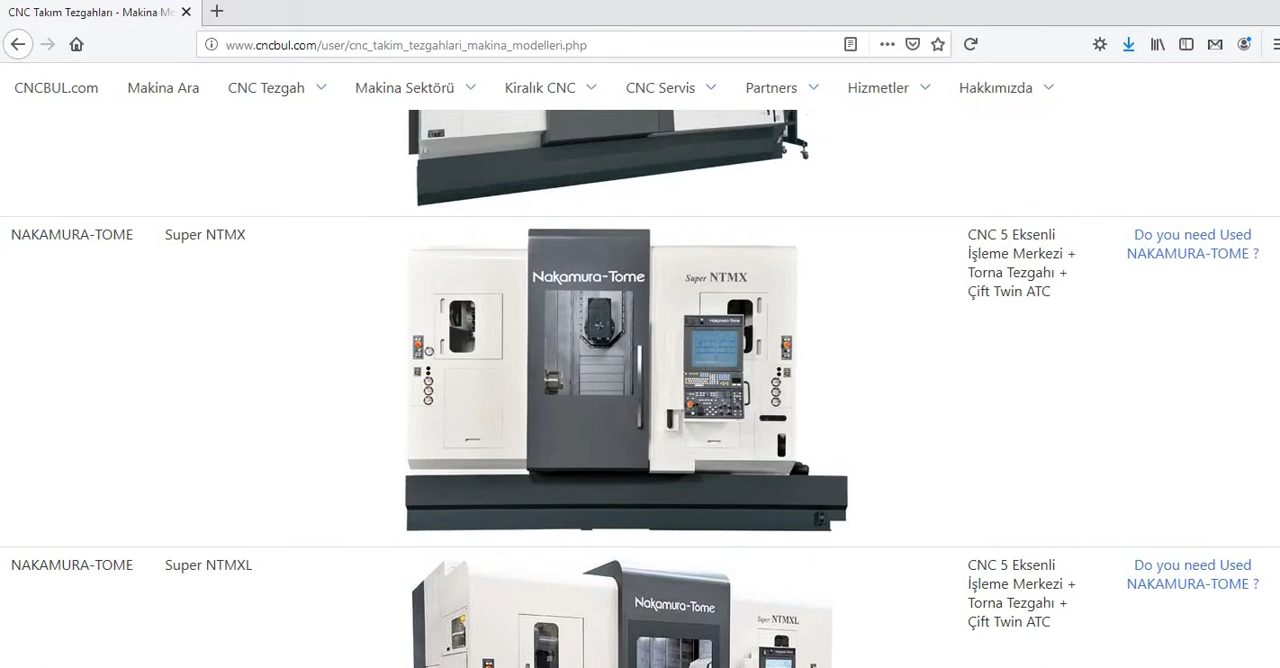 CNC Takım Tezgahları - Makina Mo
www.cncbul.com/user/cnc_takim_tezgahlari_makina_modelleri.php
CNCBUL.com Makina Ara CNC Tezgah Makina Sektörü Kiralık CNC CNC Servis Partners Hizmetler Hakkımızda
NAKAMURA-TOME
Super NTMX
Nakamura-Tome
Super NTMX
CNC 5 Eksenli
İşleme Merkezi +
Torna Tezgahı +
Çift Twin ATC
Do you need Used
NAKAMURA-TOME ?
NAKAMURA-TOME
Super NTMXL
Nakamura-Tome
Super NTMXL
CNC 5 Eksenli
İşleme Merkezi +
Torna Tezgahı +
Çift Twin ATC
Do you need Used
NAKAMURA-TOME ?